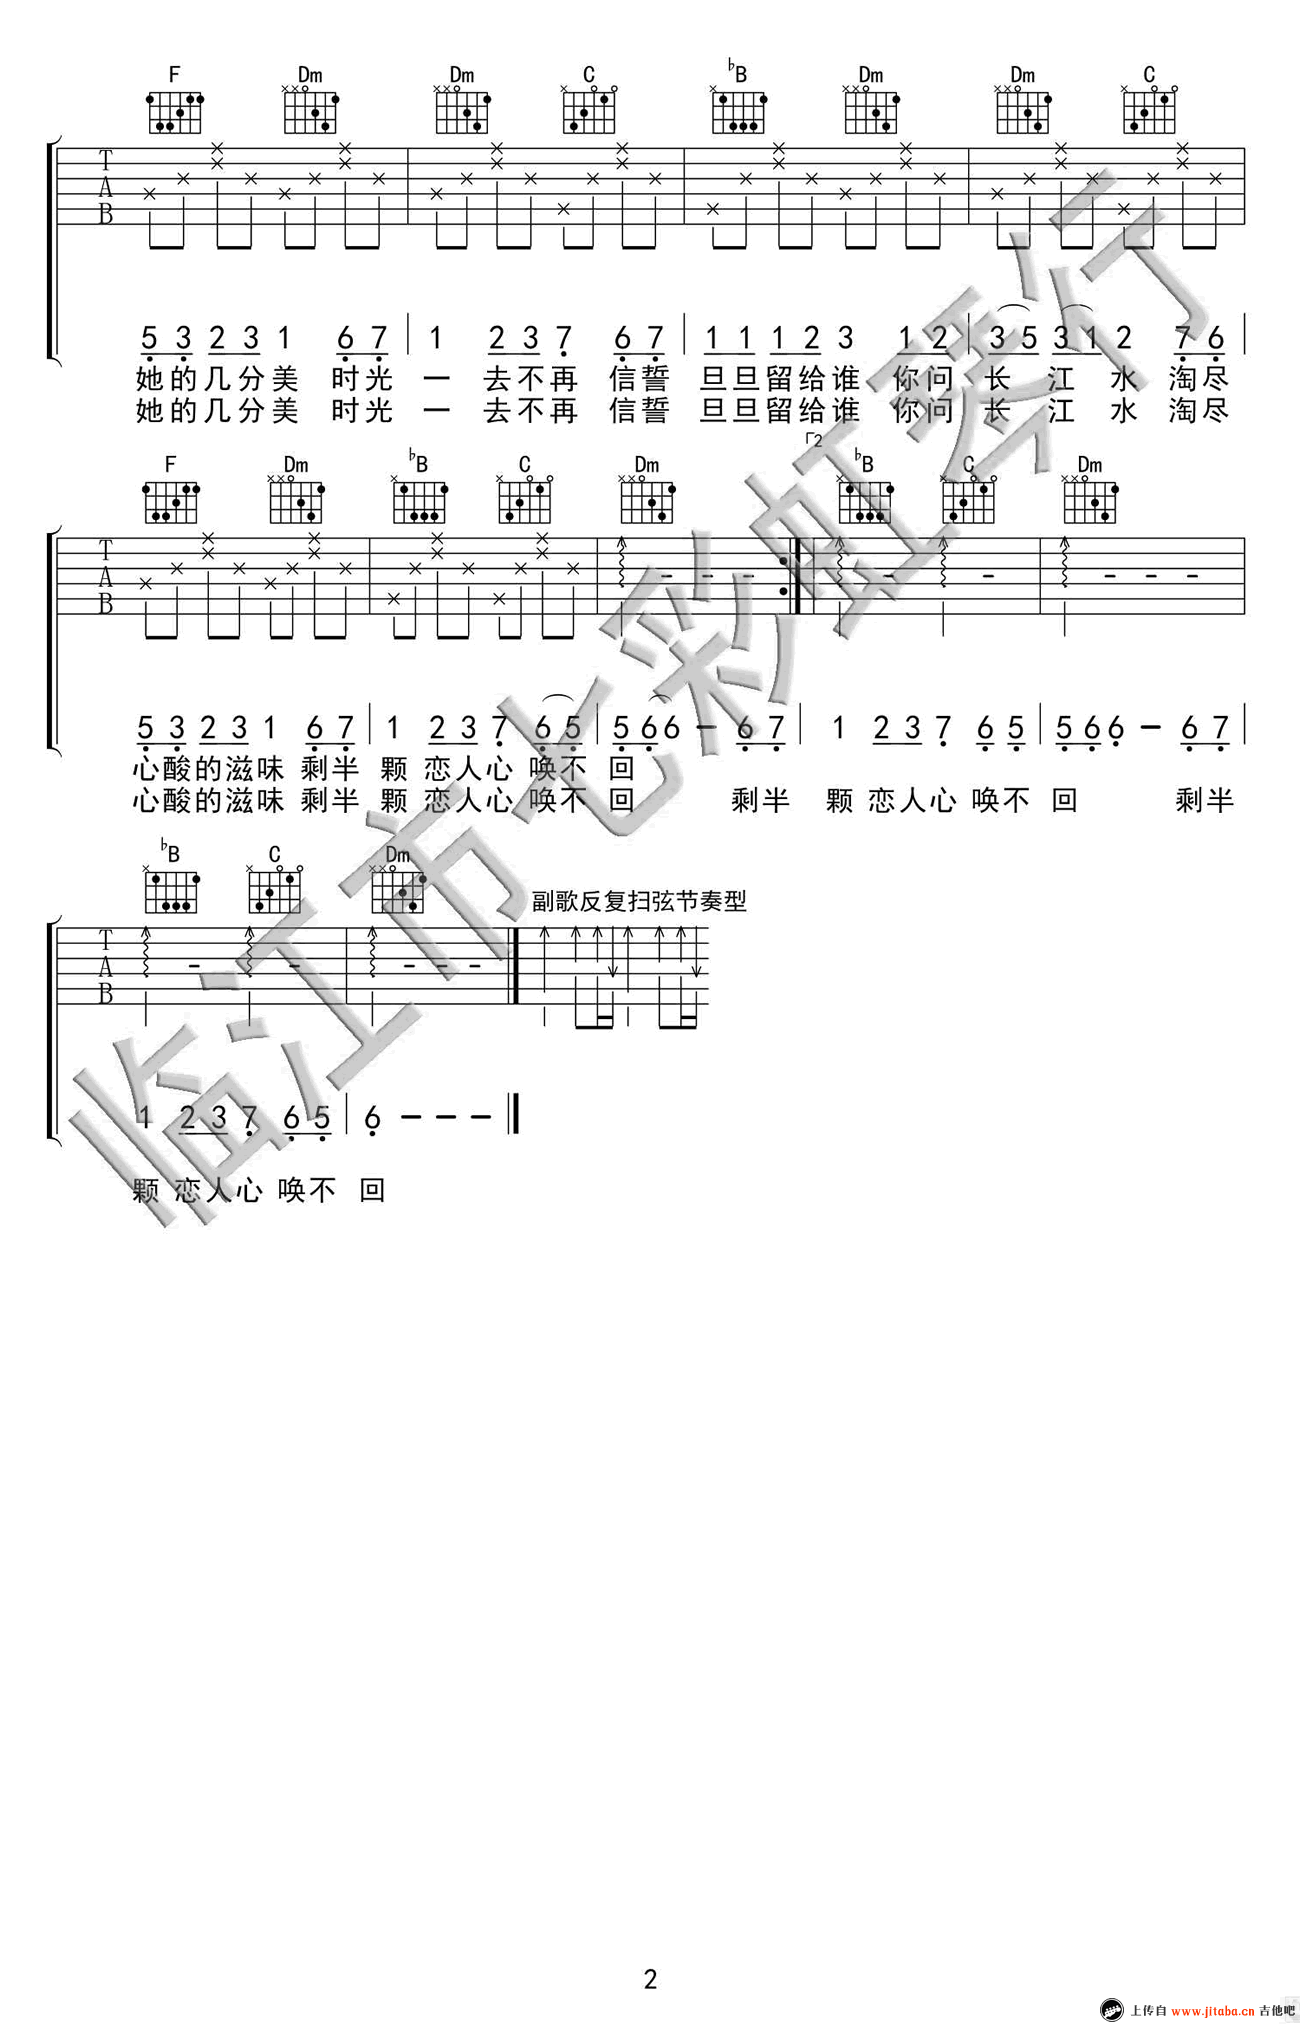 F Dm Dm C ♭B Dm Dm C
T
A
B
5 3 2 3 1 6 7 | 1 2 3 7 6 7 | 1 1 1 2 3 1 2 | 3 5 3 1 2 7 6 |
她的几分美 时光 一 去不再 信誓 旦旦留给谁 你问 长 江 水 淘尽
她的几分美 时光 一 去不再 信誓 旦旦留给谁 你问 长 江 水 淘尽
F Dm ♭B C Dm 「2 ♭B C Dm
T
A
B
5 3 2 3 1 6 7 | 1 2 3 7 6 5 | 5 6 6 – 6 7 | 1 2 3 7 6 5 | 5 6 6 – 6 7 |
心酸的滋味 剩半 颗 恋人心 唤不 回
心酸的滋味 剩半 颗 恋人心 唤不 回 剩半 颗 恋人心 唤不 回 剩半
♭B C Dm
副歌反复扫弦节奏型
T
A
B
1 2 3 7 6 5 | 6 – – –
颗 恋人心 唤不 回
临江市七彩虹琴行
2
上传自 www.jitaba.cn 吉他吧